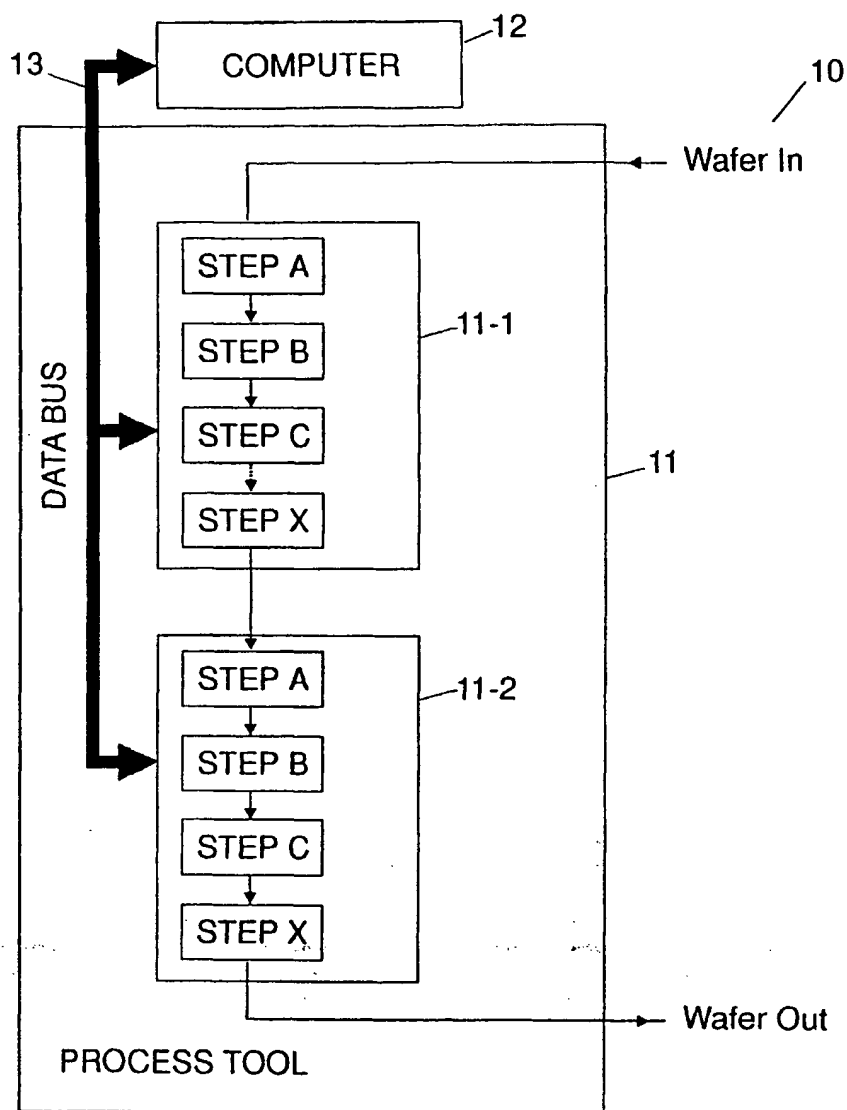 12
13
COMPUTER
10
Wafer In
STEP A
11-1
STEP B
DATA BUS
STEP C
11
STEP X
STEP A
11-2
STEP B
STEP C
STEP X
Wafer Out
PROCESS TOOL